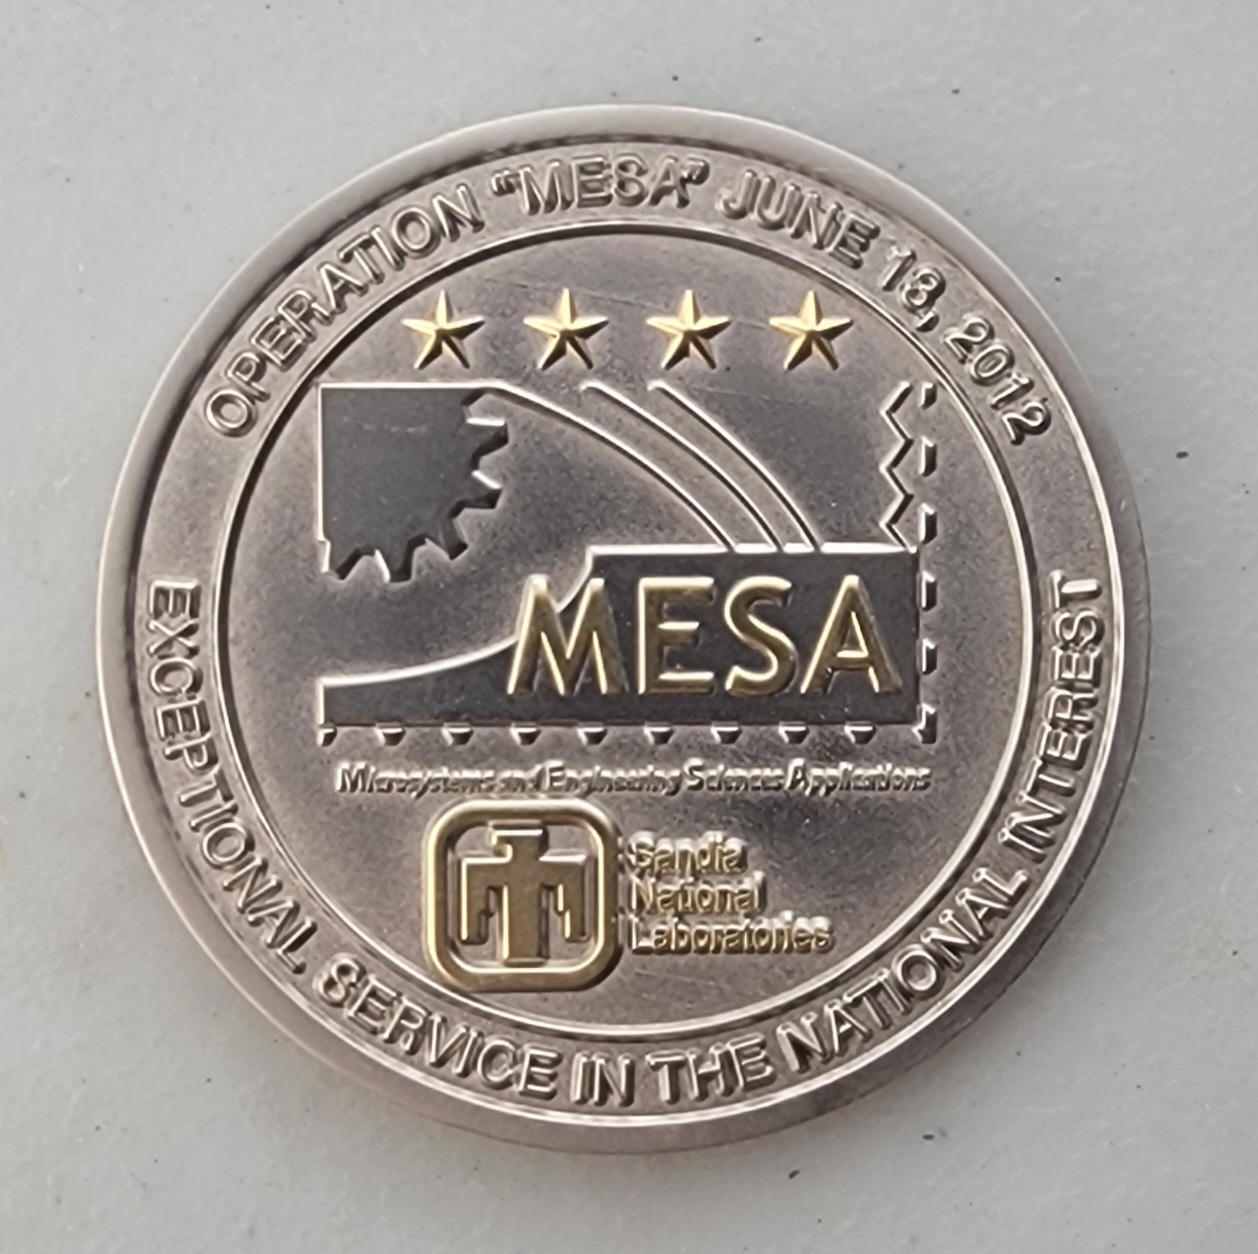 OPERATION "MESA" JUNE 13, 2012
MESA
Microsystems and Engineering Sciences Applications
Sandia
National
Laboratories
EXCEPTIONAL SERVICE IN THE NATIONAL INTEREST